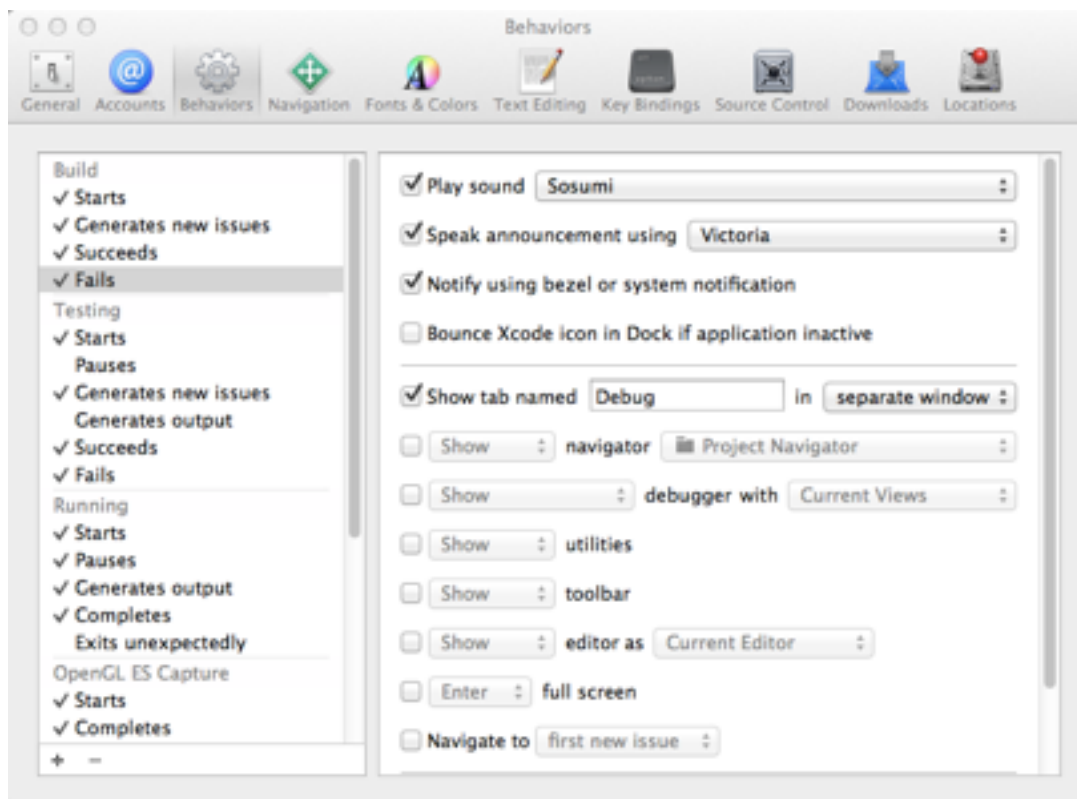 Behaviors
General Accounts Behaviors Navigation Fonts & Colors Text Editing Key Bindings Source Control Downloads Locations
Build
✓ Starts
✓ Generates new issues
✓ Succeeds
✓ Fails
Testing
✓ Starts
Pauses
✓ Generates new issues
Generates output
✓ Succeeds
✓ Fails
Running
✓ Starts
✓ Pauses
✓ Generates output
✓ Completes
Exits unexpectedly
OpenGL ES Capture
✓ Starts
✓ Completes
+ −
Play sound Sosumi
Speak announcement using Victoria
Notify using bezel or system notification
Bounce Xcode icon in Dock if application inactive
Show tab named Debug in separate window
Show navigator Project Navigator
Show debugger with Current Views
Show utilities
Show toolbar
Show editor as Current Editor
Enter full screen
Navigate to first new issue